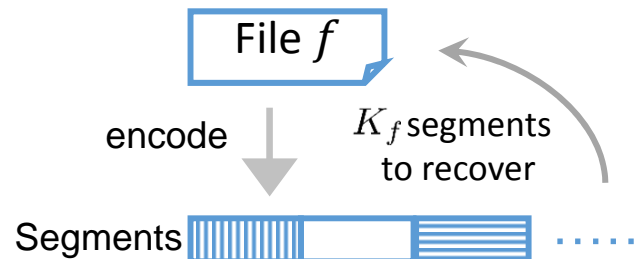 File f
encode
K_f segments
to recover
Segments